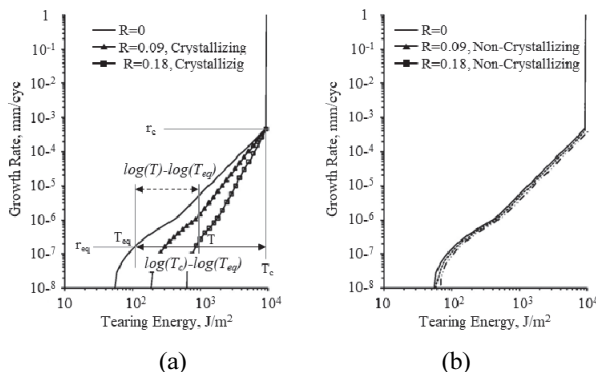 1
R=0
R=0.09, Crystallizing
R=0.18, Crystallizig
10⁻¹
10⁻²
10⁻³
r_c
10⁻⁴
log(T)-log(T_eq)
10⁻⁵
10⁻⁶
r_eq
T_eq
T
10⁻⁷
log(T_c)-log(T_eq)
T_c
10⁻⁸
10
10²
10³
10⁴
Growth Rate, mm/cyc
Tearing Energy, J/m²
(a)
1
R=0
R=0.09, Non-Crystallizing
R=0.18, Non-Crystallizing
10⁻¹
10⁻²
10⁻³
10⁻⁴
10⁻⁵
10⁻⁶
10⁻⁷
10⁻⁸
10
10²
10³
10⁴
Growth Rate, mm/cyc
Tearing Energy, J/m²
(b)